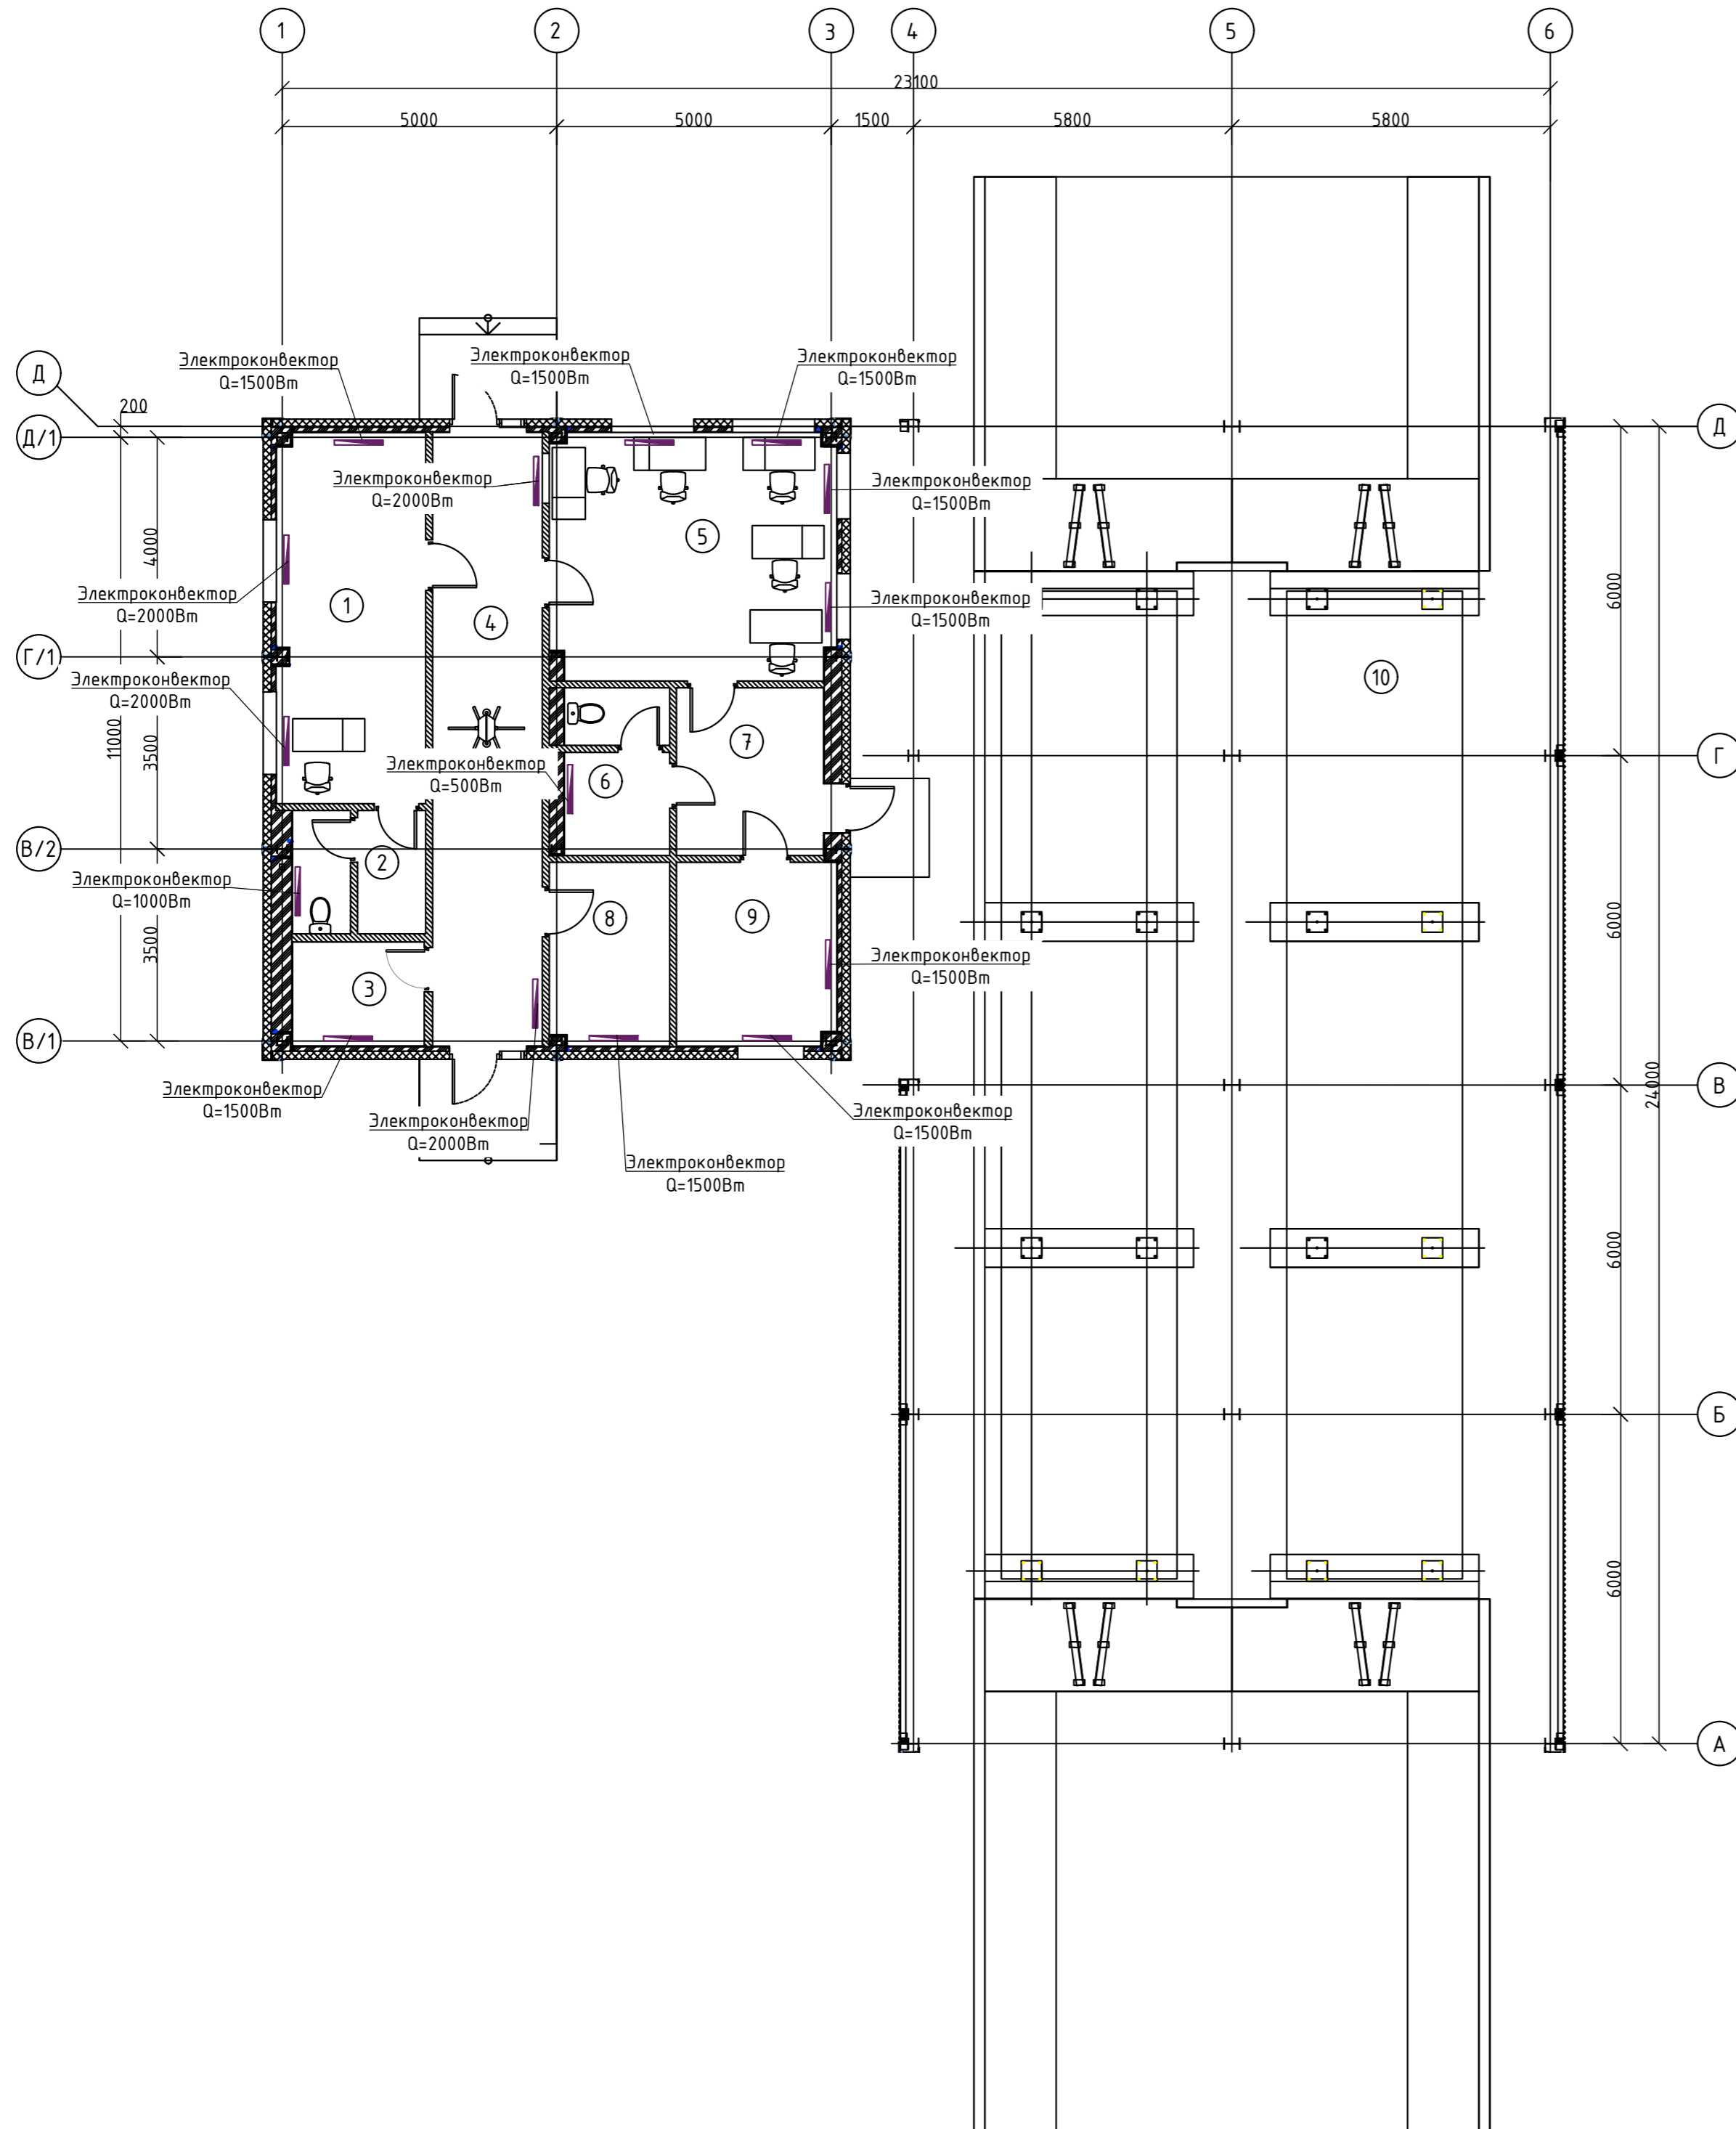 1
2
3
4
5
6
23100
5000
5000
1500
5800
5800
Электроконвектор
Q=1500Вт
Электроконвектор
Q=1500Вт
Электроконвектор
Q=1500Вт
Д
200
Д/1
Д
Электроконвектор
Q=2000Вт
Электроконвектор
Q=1500Вт
5
4000
Электроконвектор
Q=2000Вт
1
4
Электроконвектор
Q=1500Вт
6000
Г/1
10
Электроконвектор
Q=2000Вт
11000
3500
7
Г
Электроконвектор
Q=500Вт
6
В/2
2
Электроконвектор
Q=1000Вт
8
9
6000
3500
Электроконвектор
Q=1500Вт
3
В/1
Электроконвектор
Q=1500Вт
Электроконвектор
Q=2000Вт
Электроконвектор
Q=1500Вт
Электроконвектор
Q=1500Вт
В
24000
6000
Б
6000
А